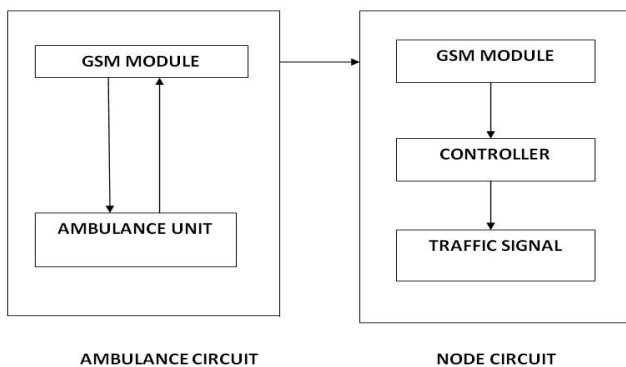 GSM MODULE
AMBULANCE UNIT
AMBULANCE CIRCUIT
GSM MODULE
CONTROLLER
TRAFFIC SIGNAL
NODE CIRCUIT